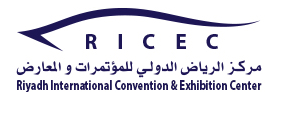 RICEC
مركز الرياض الدولي للمؤتمرات و المعارض
Riyadh International Convention & Exhibition Center